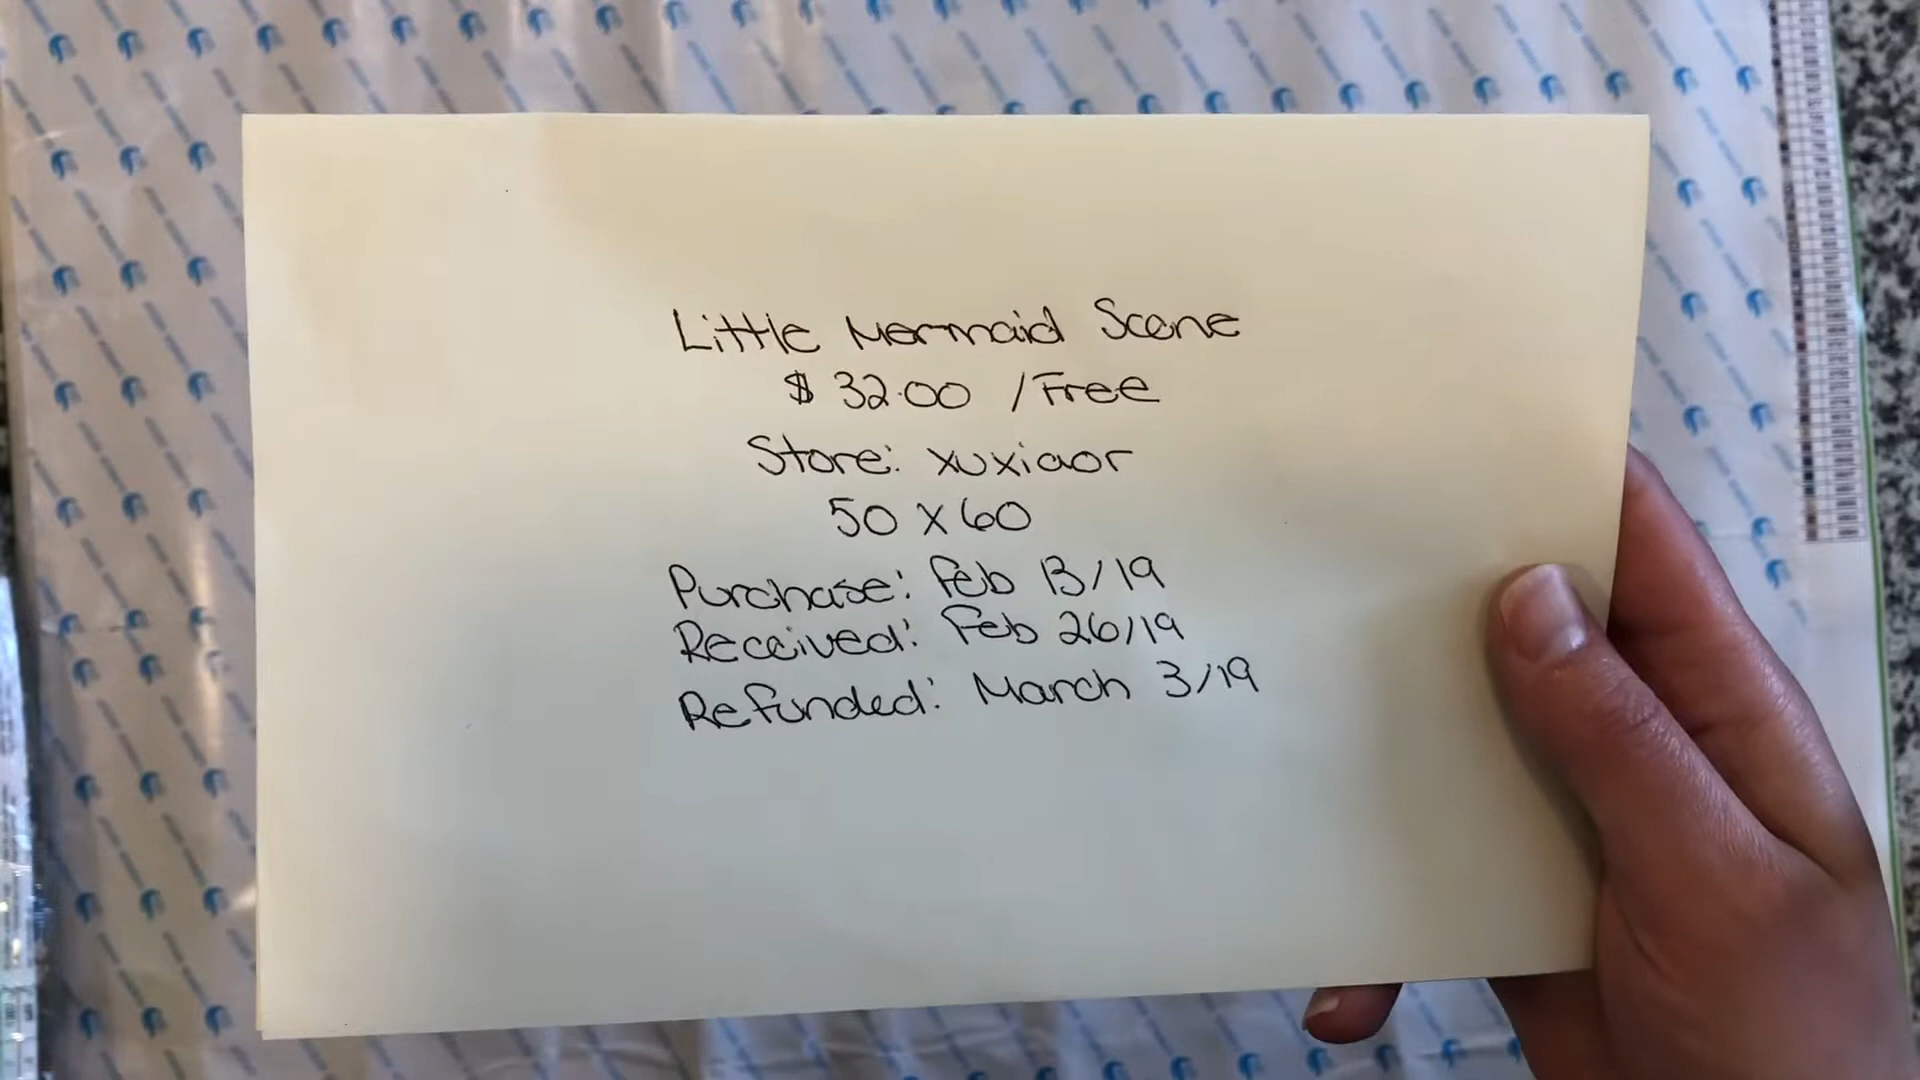 Little Mermaid Scene
$ 32.00 /Free
Store: xuxiaor
50 x 60
Purchase: Feb 13/19
Received: Feb 26/19
Refunded: March 3/19